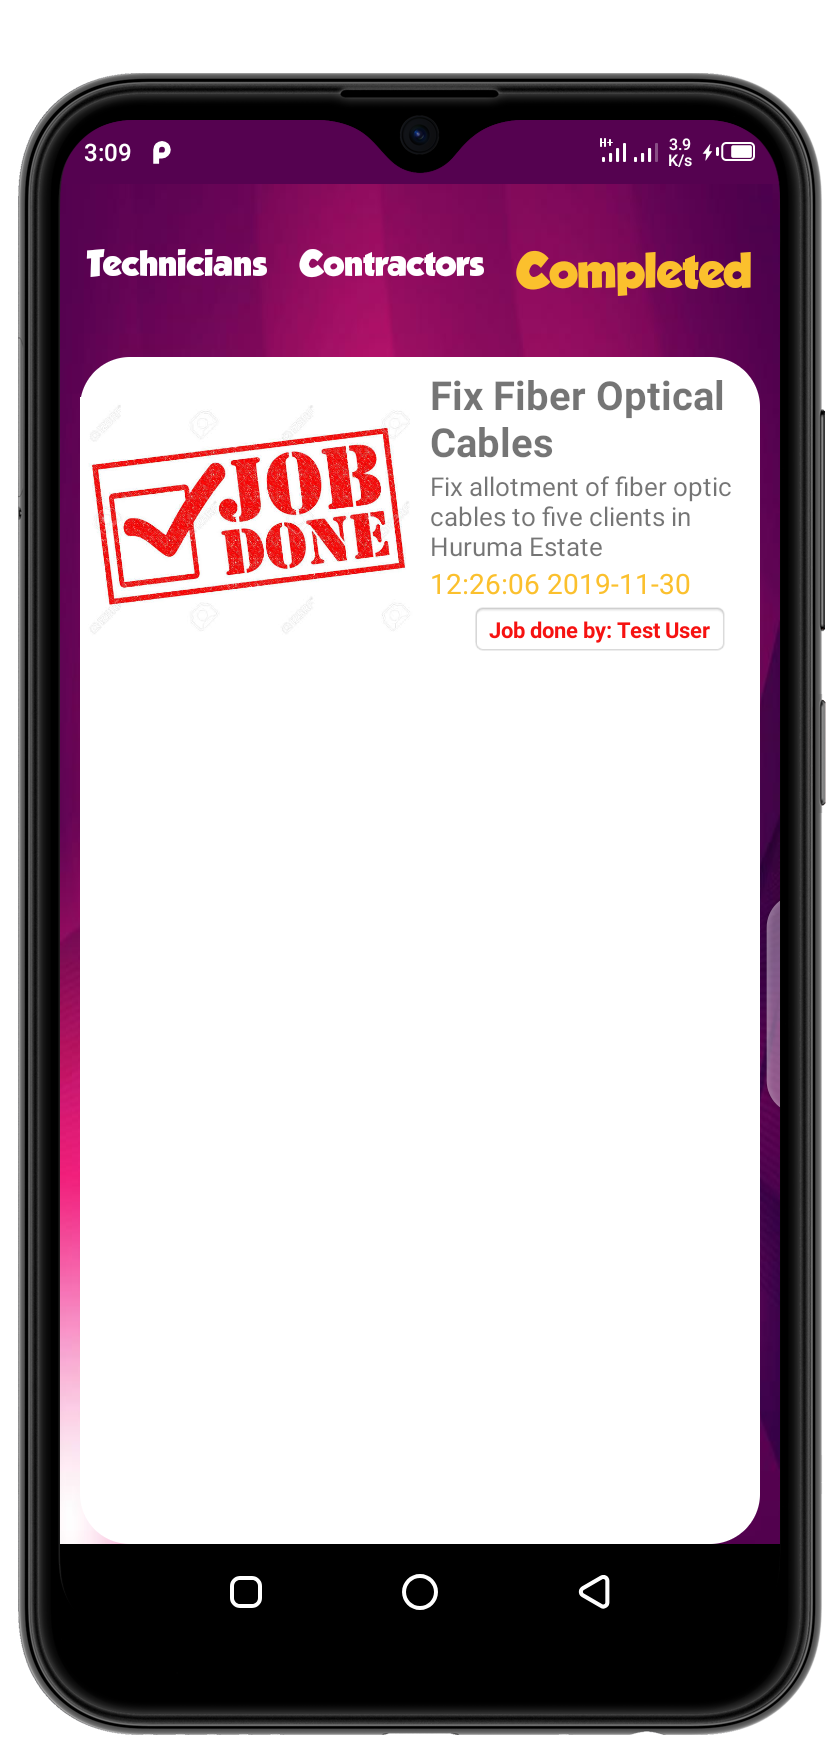 3:09
H+
3.9
K/s
Technicians Contractors Completed
JOB
DONE
Fix Fiber Optical
Cables
Fix allotment of fiber optic
cables to five clients in
Huruma Estate
12:26:06 2019-11-30
Job done by: Test User